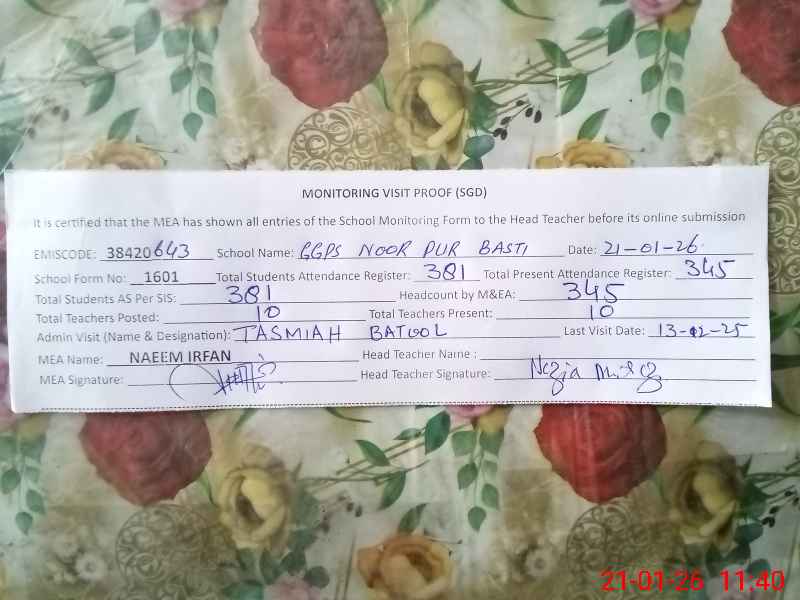 MONITORING VISIT PROOF (SGD)
It is certified that the MEA has shown all entries of the School Monitoring Form to the Head Teacher before its online submission
EMISCODE: 38420643 School Name: GGPS NOOR PUR BASTI Date: 21-01-26
School Form No: 1601 Total Students Attendance Register: 381 Total Present Attendance Register: 345
Total Students AS Per SIS: 381 Headcount by M&EA: 345
Total Teachers Posted: 10 Total Teachers Present: 10
Admin Visit (Name & Designation): TASMIAH BATOOL Last Visit Date: 13-02-25
MEA Name: NAEEM IRFAN Head Teacher Name :
MEA Signature: Head Teacher Signature:
21-01-26 11:40